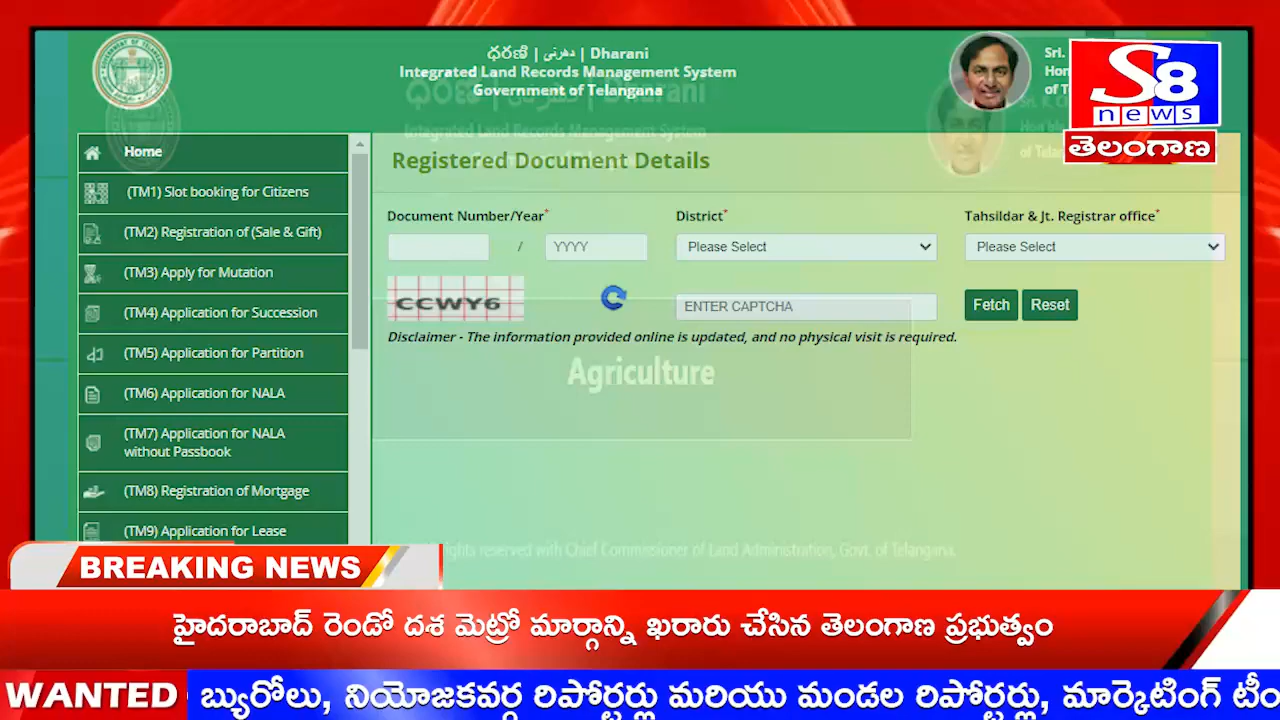 ధరణి | دھرنی | Dharani
Integrated Land Records Management System
Government of Telangana
Sri.
Hon
of T
S8
news
తెలంగాణ
Home
(TM1) Slot booking for Citizens
(TM2) Registration of (Sale & Gift)
(TM3) Apply for Mutation
(TM4) Application for Succession
(TM5) Application for Partition
(TM6) Application for NALA
(TM7) Application for NALA
without Passbook
(TM8) Registration of Mortgage
(TM9) Application for Lease
Registered Document Details
Document Number/Year*
District*
Tahsildar & Jt. Registrar office*
/ YYYY
Please Select
Please Select
CCWY6
ENTER CAPTCHA
Fetch
Reset
Disclaimer - The information provided online is updated, and no physical visit is required.
Agriculture
rights reserved with Chief Commissioner of Land Administration, Govt. of Telangana.
BREAKING NEWS
హైదరాబాద్ రెండో దశ మెట్రో మార్గాన్ని ఖరారు చేసిన తెలంగాణ ప్రభుత్వం
WANTED బ్యురోలు, నియోజకవర్గ రిపోర్టర్లు మరియు మండల రిపోర్టర్లు, మార్కెటింగ్ టీం